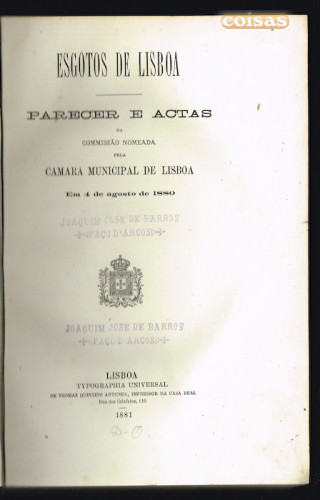 coisas
ESGOTOS DE LISBOA
PARECER E ACTAS
DA
COMMISSÃO NOMEADA
PELA
CAMARA MUNICIPAL DE LISBOA
Em 4 de agosto de 1880
JOAQUIM JOSE DE BARROS
PAÇO D'ARCOS
JOAQUIM JOSE DE BARROS
PAÇO D'ARCOS
LISBOA
TYPOGRAPHIA UNIVERSAL
DE THOMAZ QUINTINO ANTUNES, IMPRESSOR DA CASA REAL
Rua dos Calafates, 110
1881